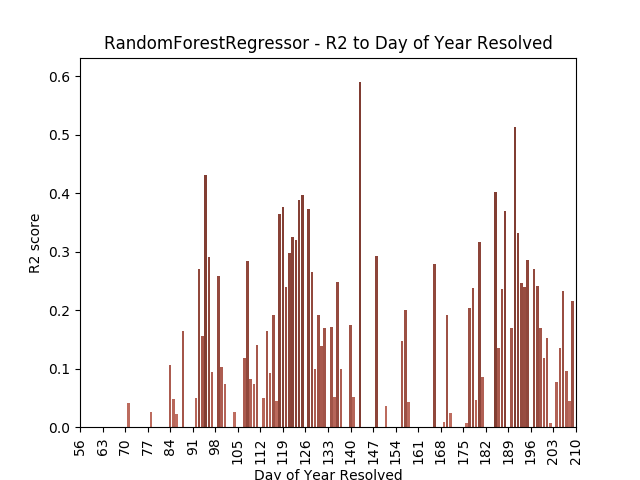 RandomForestRegressor - R2 to Day of Year Resolved
0.6
0.5
0.4
0.3
0.2
0.1
0.0
R2 score
56 63 70 77 84 91 98 105 112 119 126 133 140 147 154 161 168 175 182 189 196 203 210
Day of Year Resolved